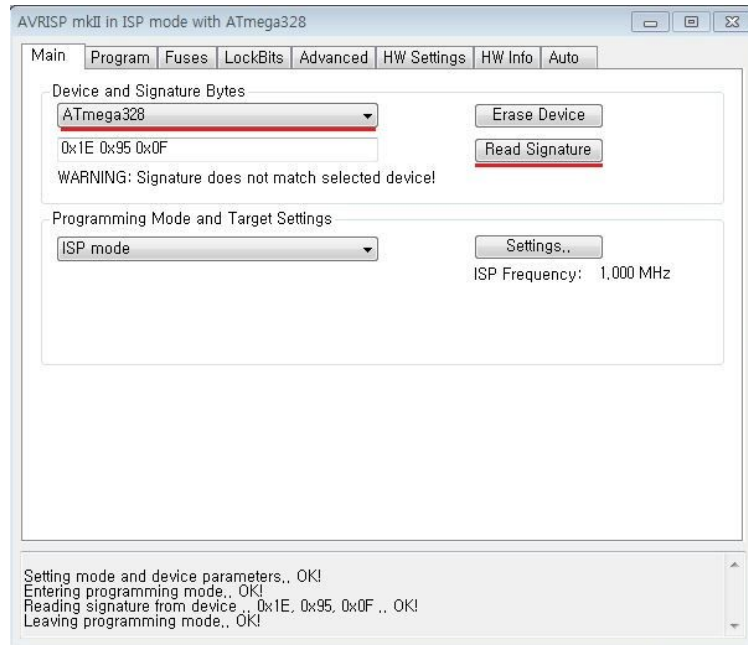 AVRISP mkII in ISP mode with ATmega328
Main Program Fuses LockBits Advanced HW Settings HW Info Auto
Device and Signature Bytes
ATmega328 Erase Device
0x1E 0x95 0x0F Read Signature
WARNING: Signature does not match selected device!
Programming Mode and Target Settings
ISP mode Settings,,
ISP Frequency: 1,000 MHz
Setting mode and device parameters,, OK!
Entering programming mode,, OK!
Reading signature from device ,, 0x1E, 0x95, 0x0F ,, OK!
Leaving programming mode,, OK!